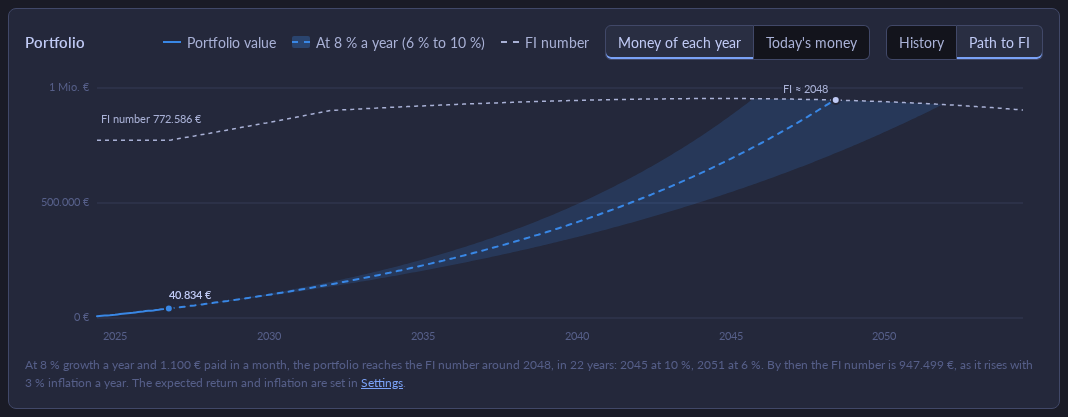 Portfolio
Portfolio value
At 8 % a year (6 % to 10 %)
FI number
Money of each year
Today's money
History
Path to FI
1 Mio. €
FI ≈ 2048
FI number 772.586 €
500.000 €
40.834 €
0 €
2025 2030 2035 2040 2045 2050
At 8 % growth a year and 1.100 € paid in a month, the portfolio reaches the FI number around 2048, in 22 years: 2045 at 10 %, 2051 at 6 %. By then the FI number is 947.499 €, as it rises with
3 % inflation a year. The expected return and inflation are set in Settings.